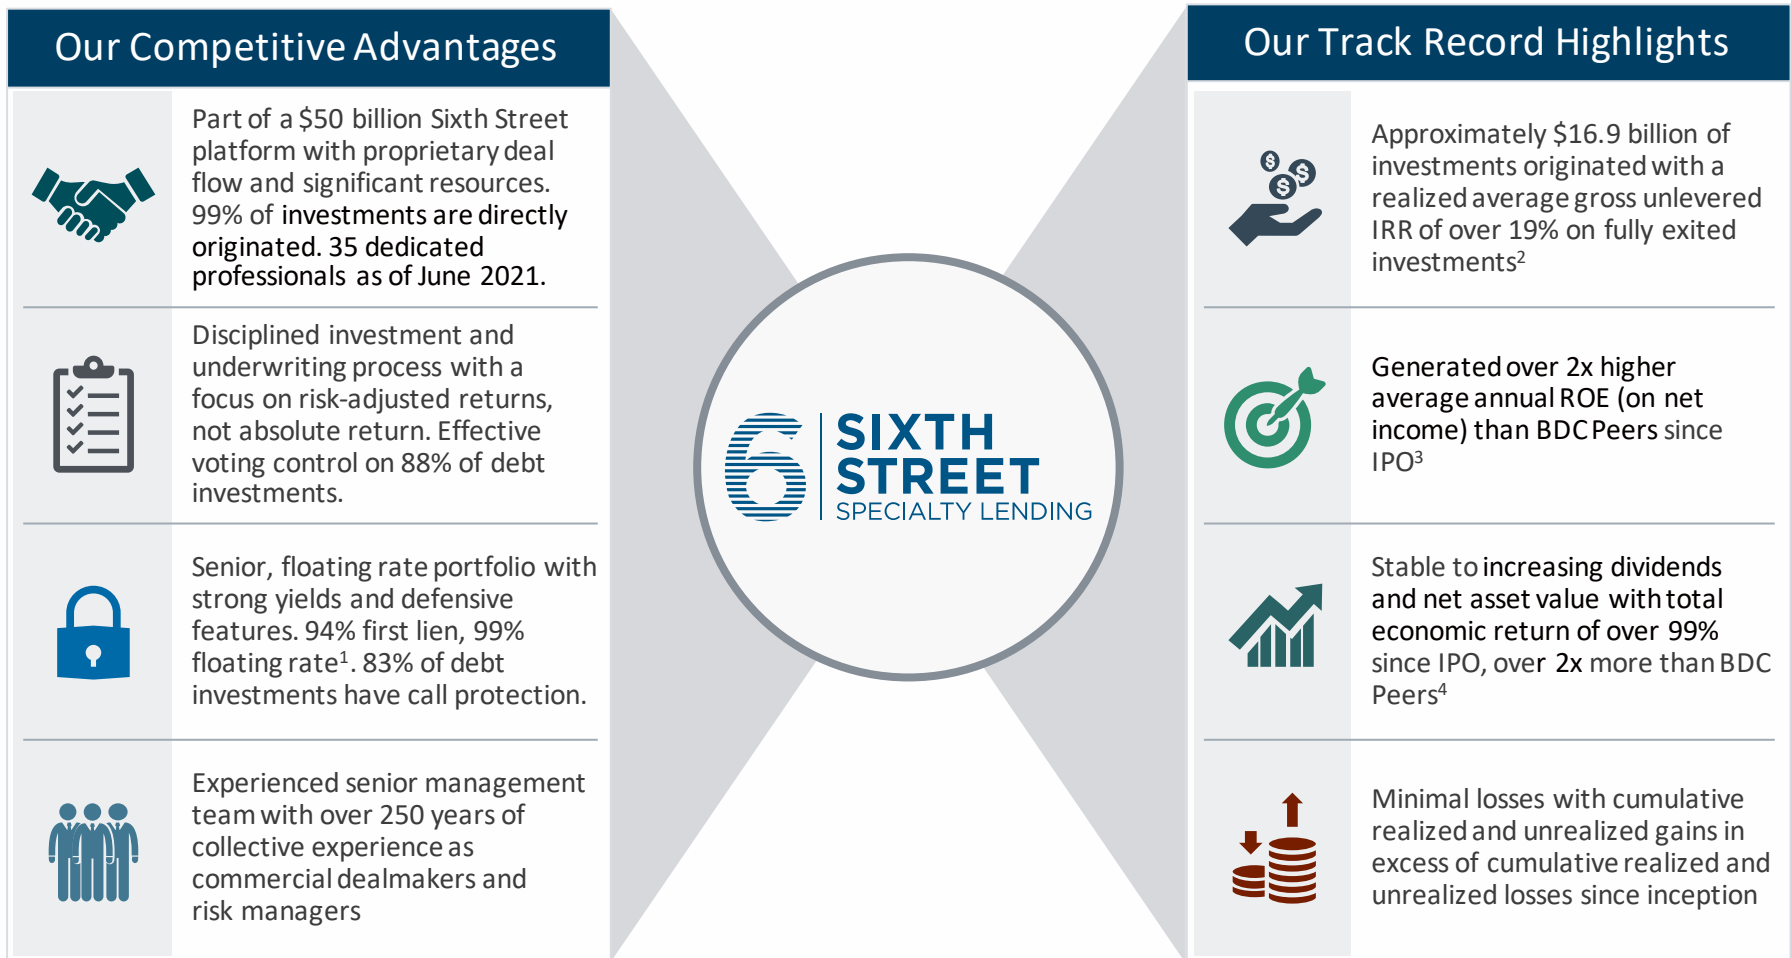 Our Competitive Advantages
Part of a $50 billion Sixth Street
platform with proprietary deal
flow and significant resources.
99% of investments are directly
originated. 35 dedicated
professionals as of June 2021.
Disciplined investment and
underwriting process with a
focus on risk-adjusted returns,
not absolute return. Effective
voting control on 88% of debt
investments.
Senior, floating rate portfolio with
strong yields and defensive
features. 94% first lien, 99%
floating rate¹. 83% of debt
investments have call protection.
Experienced senior management
team with over 250 years of
collective experience as
commercial dealmakers and
risk managers
6
SIXTH
STREET
SPECIALTY LENDING
Our Track Record Highlights
Approximately $16.9 billion of
investments originated with a
realized average gross unlevered
IRR of over 19% on fully exited
investments²
Generated over 2x higher
average annual ROE (on net
income) than BDC Peers since
IPO³
Stable to increasing dividends
and net asset value with total
economic return of over 99%
since IPO, over 2x more than BDC
Peers⁴
Minimal losses with cumulative
realized and unrealized gains in
excess of cumulative realized and
unrealized losses since inception